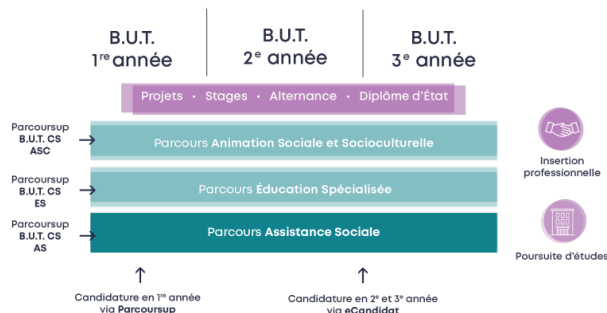 B.U.T.
1re année
B.U.T.
2e année
B.U.T.
3e année
Projets • Stages • Alternance • Diplôme d'État
Parcoursup
B.U.T. CS
ASC
Parcours Animation Sociale et Socioculturelle
Parcoursup
B.U.T. CS
ES
Parcours Éducation Spécialisée
Parcoursup
B.U.T. CS
AS
Parcours Assistance Sociale
Insertion
professionnelle
Poursuite d'études
Candidature en 1re année
via Parcoursup
Candidature en 2e et 3e année
via eCandidat